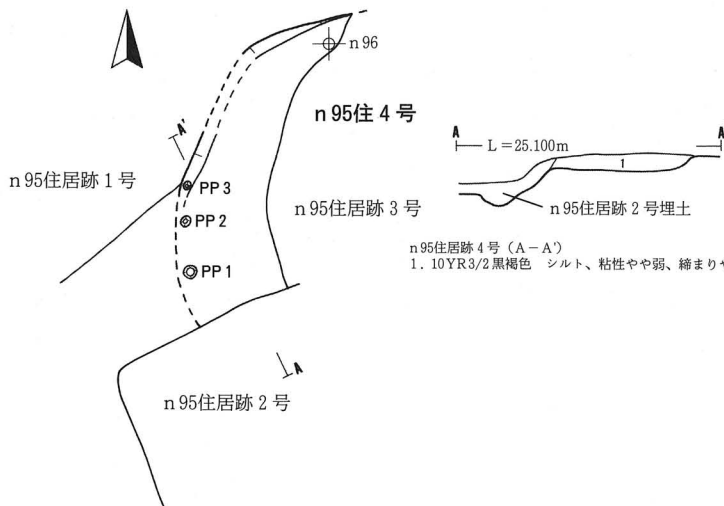 n96
n95住4号
A'
n95住居跡1号
PP3
n95住居跡3号
PP2
PP1
A
n95住居跡2号
A
A
L=25.100m
1
n95住居跡2号埋土
n95住居跡4号（A－A'）
1．10YR3/2黒褐色　シルト、粘性やや弱、締まり